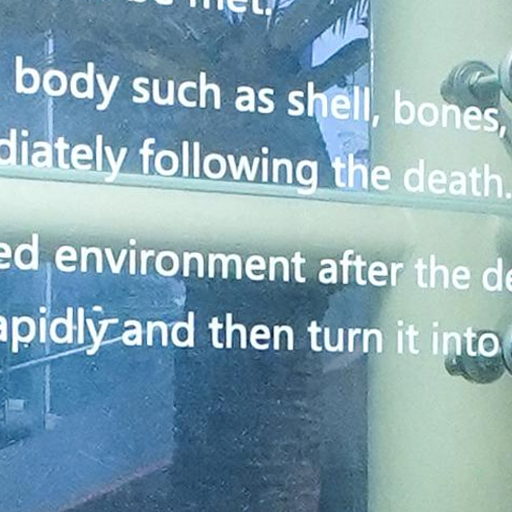 met.
body such as shell, bones,
diately following the death.
ed environment after the de
apidly and then turn it into